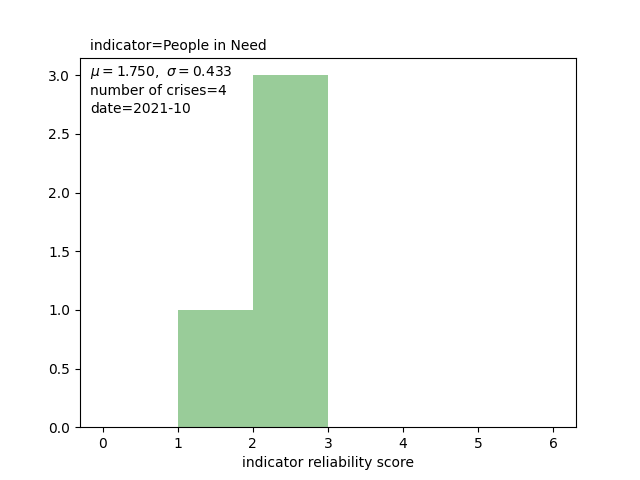 indicator=People in Need
μ = 1.750, σ = 0.433
number of crises=4
date=2021-10
3.0
2.5
2.0
1.5
1.0
0.5
0.0
0 1 2 3 4 5 6
indicator reliability score